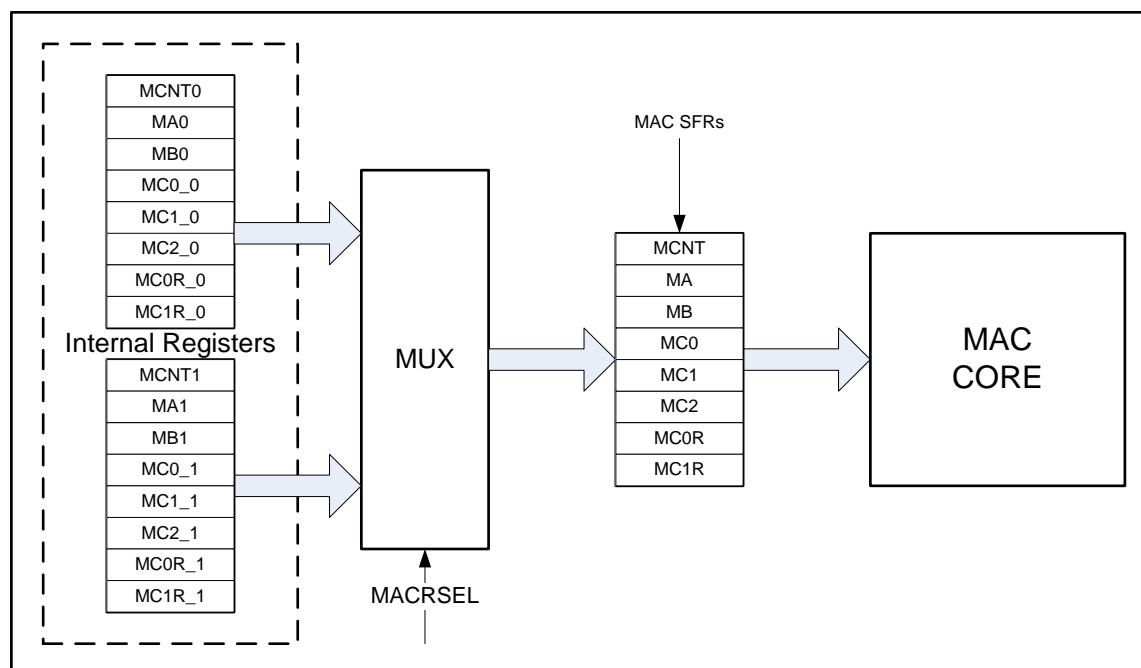 MCNT0
MA0
MB0
MC0_0
MC1_0
MC2_0
MC0R_0
MC1R_0
Internal Registers
MCNT1
MA1
MB1
MC0_1
MC1_1
MC2_1
MC0R_1
MC1R_1
MUX
MACRSEL
MAC SFRs
MCNT
MA
MB
MC0
MC1
MC2
MC0R
MC1R
MAC
CORE